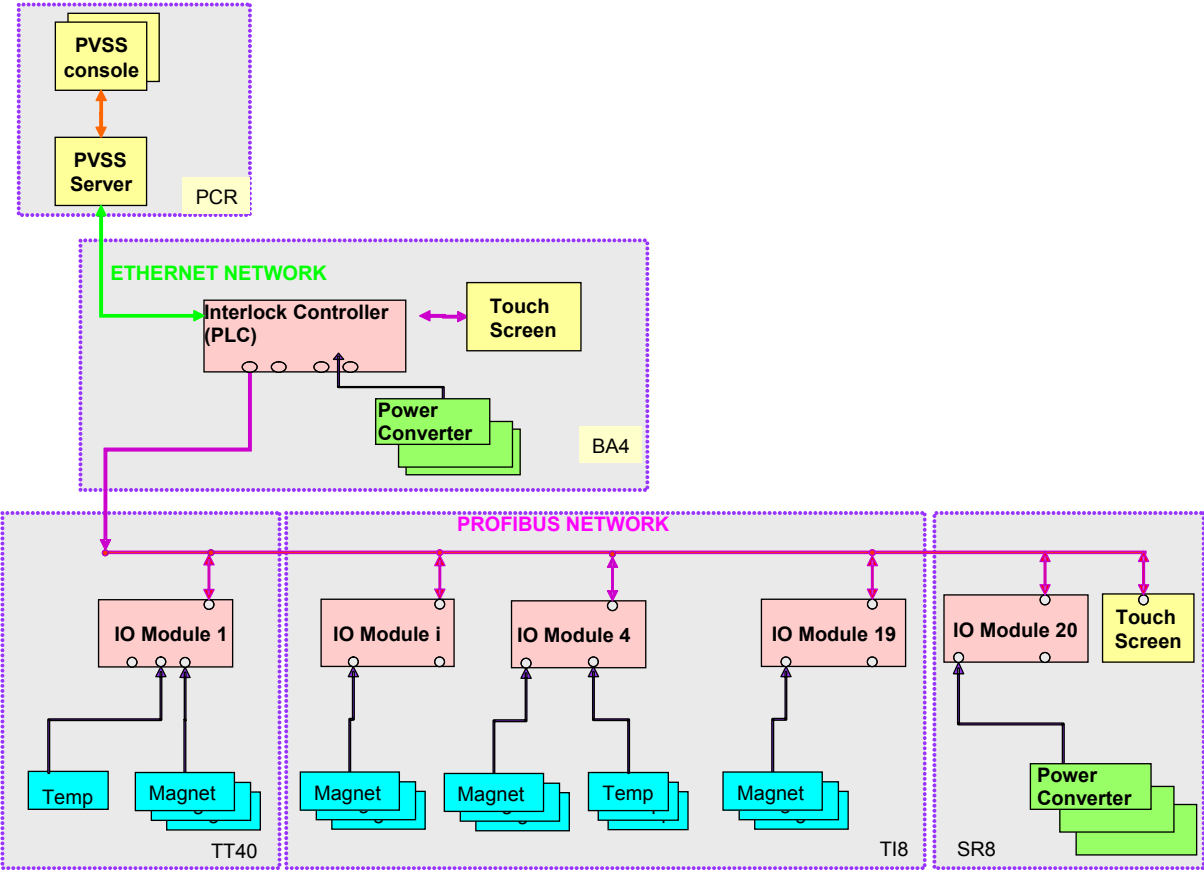 PVSS
console
PVSS
Server
PCR
ETHERNET NETWORK
Interlock Controller
(PLC)
Touch
Screen
Power
Converter
BA4
PROFIBUS NETWORK
IO Module 1
IO Module i
IO Module 4
IO Module 19
IO Module 20
Touch
Screen
Temp
Magnet
Magnet
Magnet
Temp
Magnet
Power
Converter
TT40
TI8
SR8